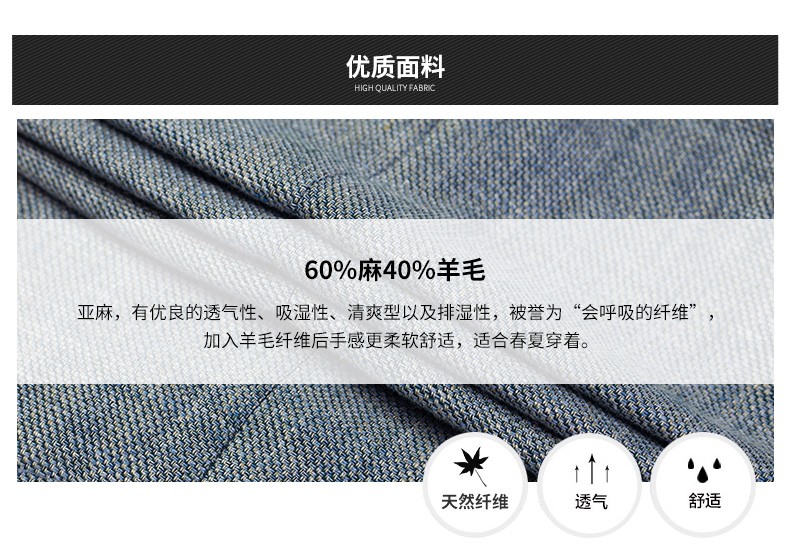 优质面料
HIGH QUALITY FABRIC
60%麻40%羊毛
亚麻，有优良的透气性、吸湿性、清爽型以及排湿性，被誉为“会呼吸的纤维”，
加入羊毛纤维后手感更柔软舒适，适合春夏穿着。
天然纤维
透气
舒适